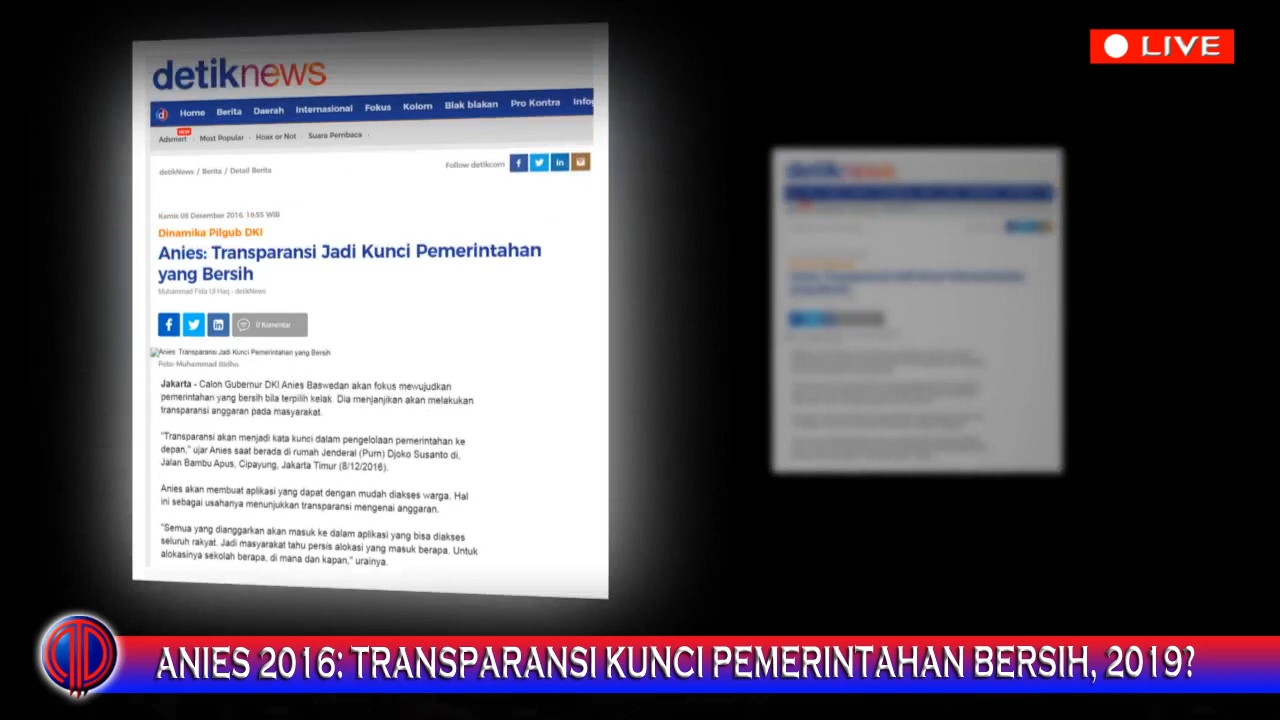 LIVE
detiknews
Home Berita Daerah Internasional Fokus Kolom Blak blakan Pro Kontra Infog
NEW
Adsmart · Most Popular · Hoax or Not · Suara Pembaca ·
detikNews / Berita / Detail Berita
Follow detikcom
Kamis 08 Desember 2016, 16:55 WIB
Dinamika Pilgub DKI
Anies: Transparansi Jadi Kunci Pemerintahan
yang Bersih
Muhammad Fida Ul Haq - detikNews
0 Komentar
Anies: Transparansi Jadi Kunci Pemerintahan yang Bersih
Foto: Muhammad Ridho
Jakarta - Calon Gubernur DKI Anies Baswedan akan fokus mewujudkan
pemerintahan yang bersih bila terpilih kelak. Dia menjanjikan akan melakukan
transparansi anggaran pada masyarakat.
"Transparansi akan menjadi kata kunci dalam pengelolaan pemerintahan ke
depan," ujar Anies saat berada di rumah Jenderal (Purn) Djoko Susanto di,
Jalan Bambu Apus, Cipayung, Jakarta Timur (8/12/2016).
Anies akan membuat aplikasi yang dapat dengan mudah diakses warga. Hal
ini sebagai usahanya menunjukkan transparansi mengenai anggaran.
"Semua yang dianggarkan akan masuk ke dalam aplikasi yang bisa diakses
seluruh rakyat. Jadi masyarakat tahu persis alokasi yang masuk berapa. Untuk
alokasinya sekolah berapa, di mana dan kapan," urainya.
ANIES 2016: TRANSPARANSI KUNCI PEMERINTAHAN BERSIH, 2019?